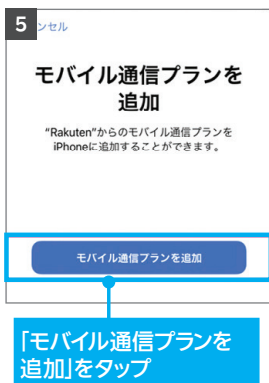 5 ンセル
モバイル通信プランを
追加
“Rakuten”からのモバイル通信プランを
iPhoneに追加することができます。
モバイル通信プランを追加
「モバイル通信プランを
追加」をタップ